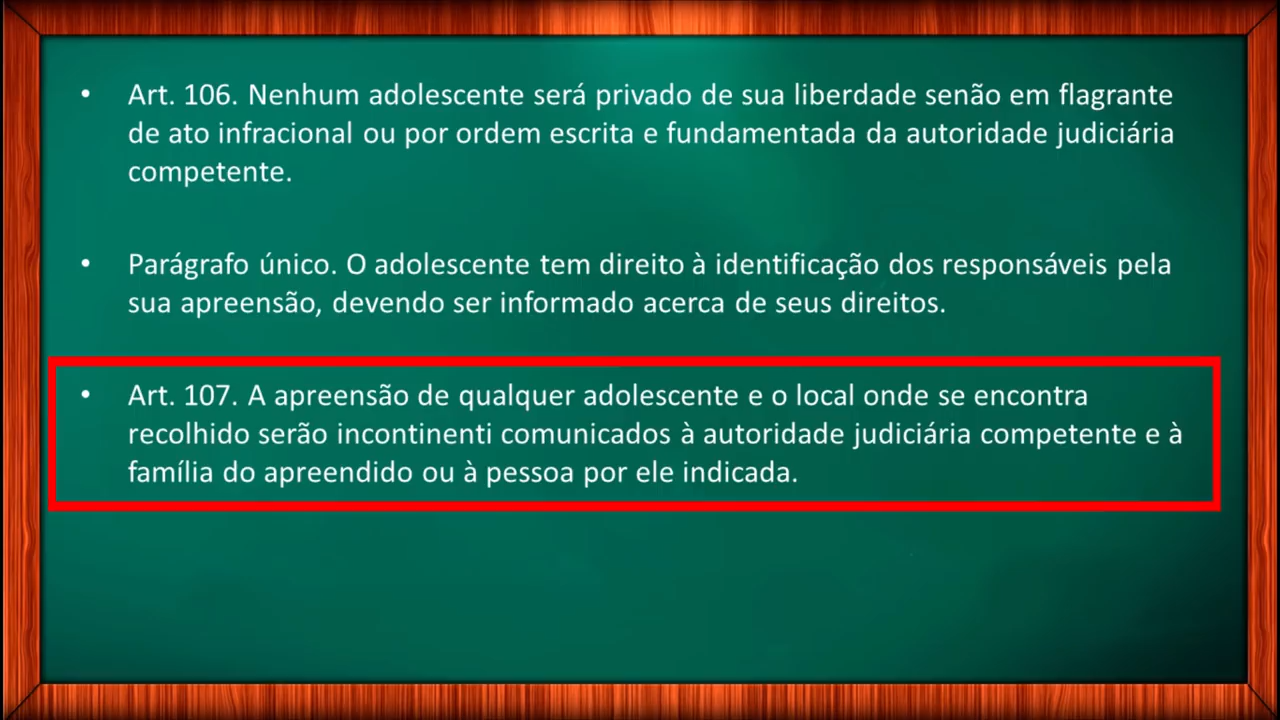 • Art. 106. Nenhum adolescente será privado de sua liberdade senão em flagrante
de ato infracional ou por ordem escrita e fundamentada da autoridade judiciária
competente.
• Parágrafo único. O adolescente tem direito à identificação dos responsáveis pela
sua apreensão, devendo ser informado acerca de seus direitos.
• Art. 107. A apreensão de qualquer adolescente e o local onde se encontra
recolhido serão incontinenti comunicados à autoridade judiciária competente e à
família do apreendido ou à pessoa por ele indicada.